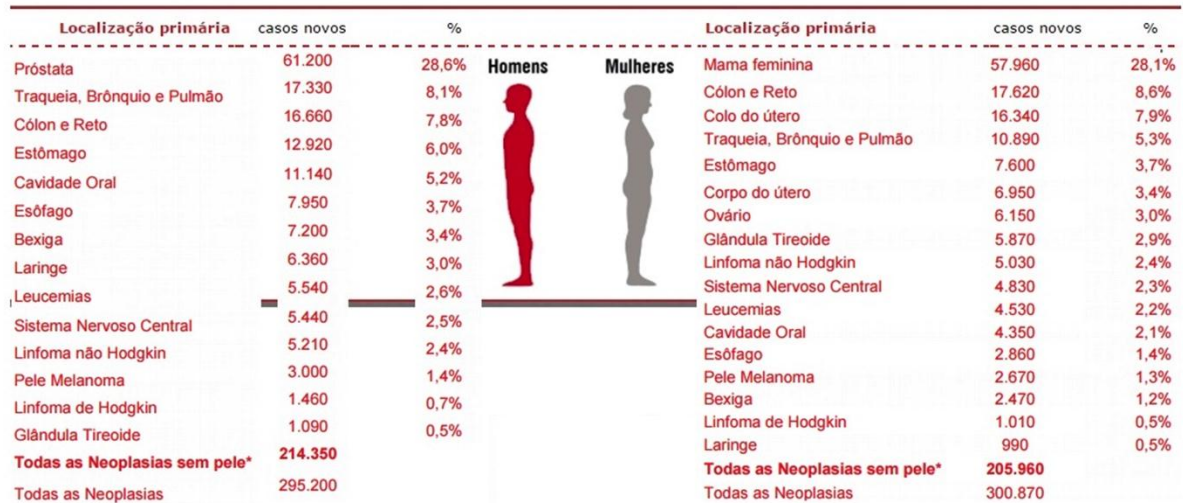 Localização primária casos novos %
Próstata 61.200 28,6%
Traqueia, Brônquio e Pulmão 17.330 8,1%
Cólon e Reto 16.660 7,8%
Estômago 12.920 6,0%
Cavidade Oral 11.140 5,2%
Esôfago 7.950 3,7%
Bexiga 7.200 3,4%
Laringe 6.360 3,0%
Leucemias 5.540 2,6%
Sistema Nervoso Central 5.440 2,5%
Linfoma não Hodgkin 5.210 2,4%
Pele Melanoma 3.000 1,4%
Linfoma de Hodgkin 1.460 0,7%
Glândula Tireoide 1.090 0,5%
Todas as Neoplasias sem pele* 214.350
Todas as Neoplasias 295.200
Homens Mulheres
Localização primária casos novos %
Mama feminina 57.960 28,1%
Cólon e Reto 17.620 8,6%
Colo do útero 16.340 7,9%
Traqueia, Brônquio e Pulmão 10.890 5,3%
Estômago 7.600 3,7%
Corpo do útero 6.950 3,4%
Ovário 6.150 3,0%
Glândula Tireoide 5.870 2,9%
Linfoma não Hodgkin 5.030 2,4%
Sistema Nervoso Central 4.830 2,3%
Leucemias 4.530 2,2%
Cavidade Oral 4.350 2,1%
Esôfago 2.860 1,4%
Pele Melanoma 2.670 1,3%
Bexiga 2.470 1,2%
Linfoma de Hodgkin 1.010 0,5%
Laringe 990 0,5%
Todas as Neoplasias sem pele* 205.960
Todas as Neoplasias 300.870